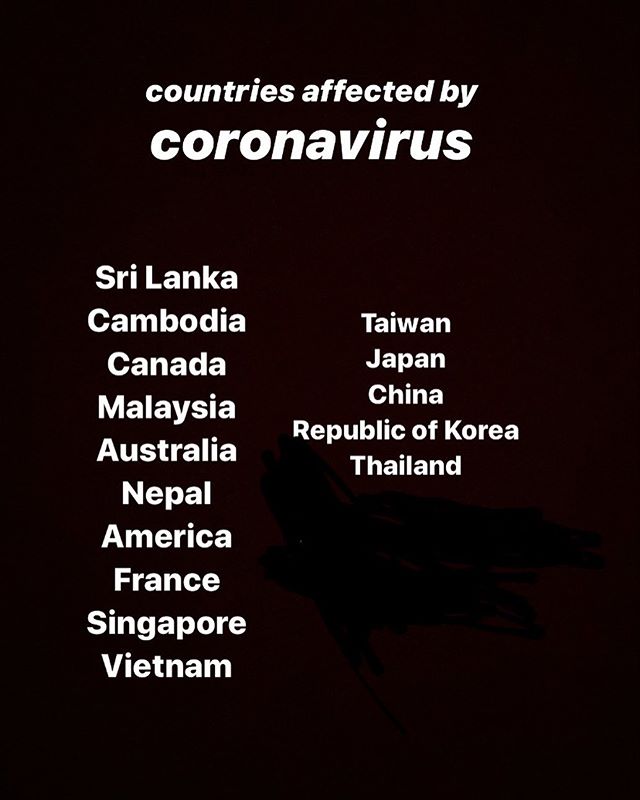 countries affected by
coronavirus
Sri Lanka
Cambodia
Canada
Malaysia
Australia
Nepal
America
France
Singapore
Vietnam
Taiwan
Japan
China
Republic of Korea
Thailand